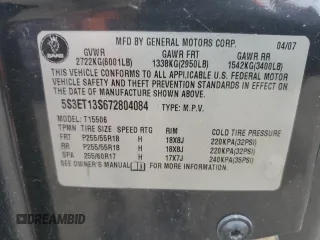 MFD BY GENERAL MOTORS CORP. 04/07
GVWR GAWR FRT GAWR RR
2722KG(6001LB) 1338KG(2950LB) 1542KG(3400LB)
THIS VEHICLE CONFORMS TO ALL APPLICABLE U.S. FEDERAL MOTOR
VEHICLE SAFETY STANDARDS IN EFFECT ON THE
DATE OF MANUFACTURE SHOWN ABOVE.
5S3ET13S672804084 TYPE: M.P.V.
MODEL: T15506
TPMN TIRE SIZE SPEED RTG RIM COLD TIRE PRESSURE
FRT P255/55R18 H 18X8J 220KPA(32PSI)
RR P255/55R18 H 18X8J 220KPA(32PSI)
SPA 255/60R17 H 17X7J 240KPA(35PSI)
SEE OWNER'S MANUAL
SAAB
DREAMBID